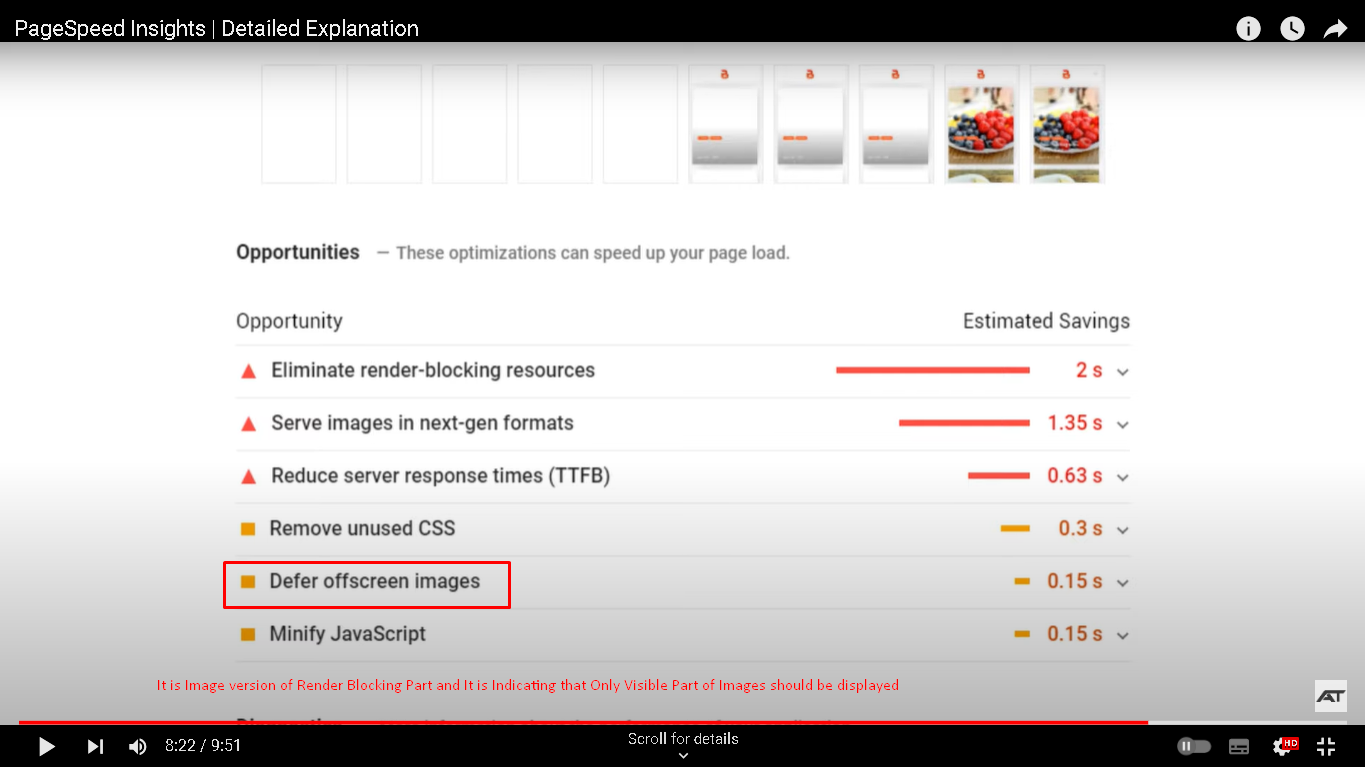 PageSpeed Insights | Detailed Explanation
Opportunities — These optimizations can speed up your page load.
Opportunity Estimated Savings
Eliminate render-blocking resources 2 s
Serve images in next-gen formats 1.35 s
Reduce server response times (TTFB) 0.63 s
Remove unused CSS 0.3 s
Defer offscreen images 0.15 s
Minify JavaScript 0.15 s
It is Image version of Render Blocking Part and It is Indicating that Only Visible Part of Images should be displayed
AT
8:22 / 9:51
Scroll for details
HD